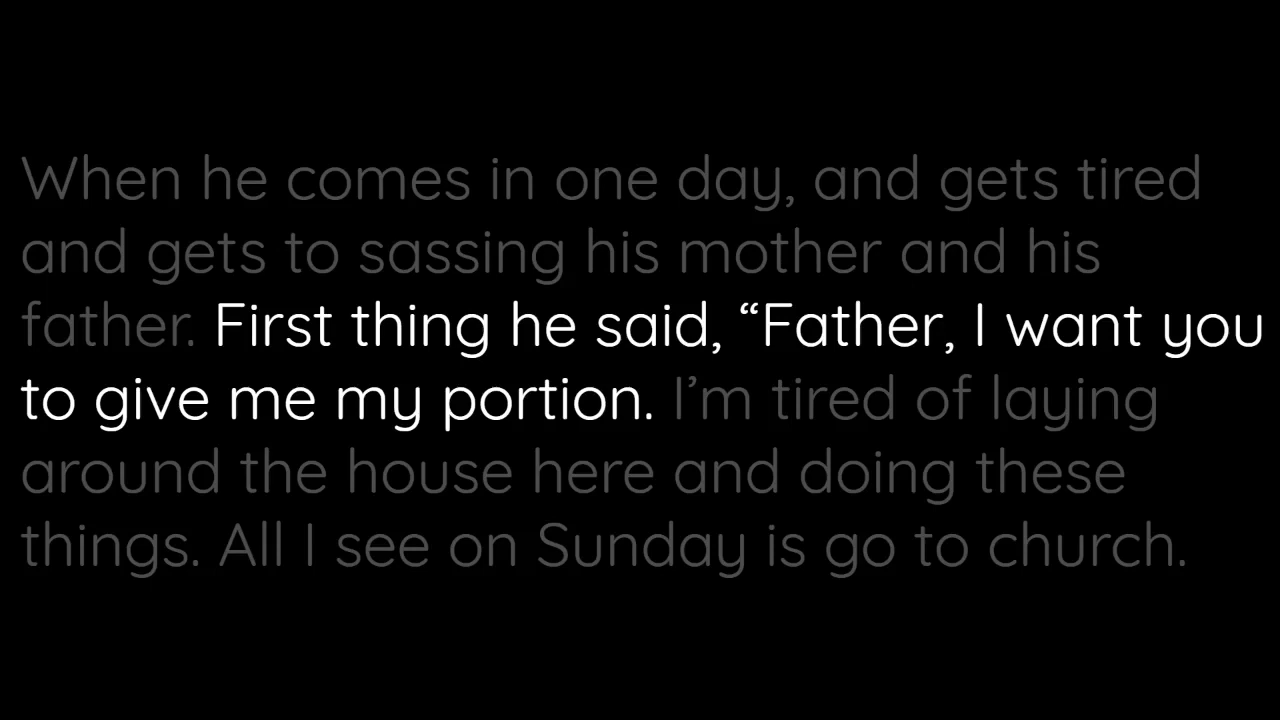 When he comes in one day, and gets tired
and gets to sassing his mother and his
father. First thing he said, “Father, I want you
to give me my portion. I’m tired of laying
around the house here and doing these
things. All I see on Sunday is go to church.